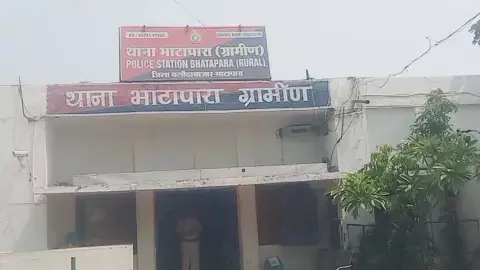 थाना भाटापारा (ग्रामीण)
POLICE STATION BHATAPARA (RURAL)
जिला बलौदाबाजार-भाटापारा
थाना भाटापारा ग्रामीण